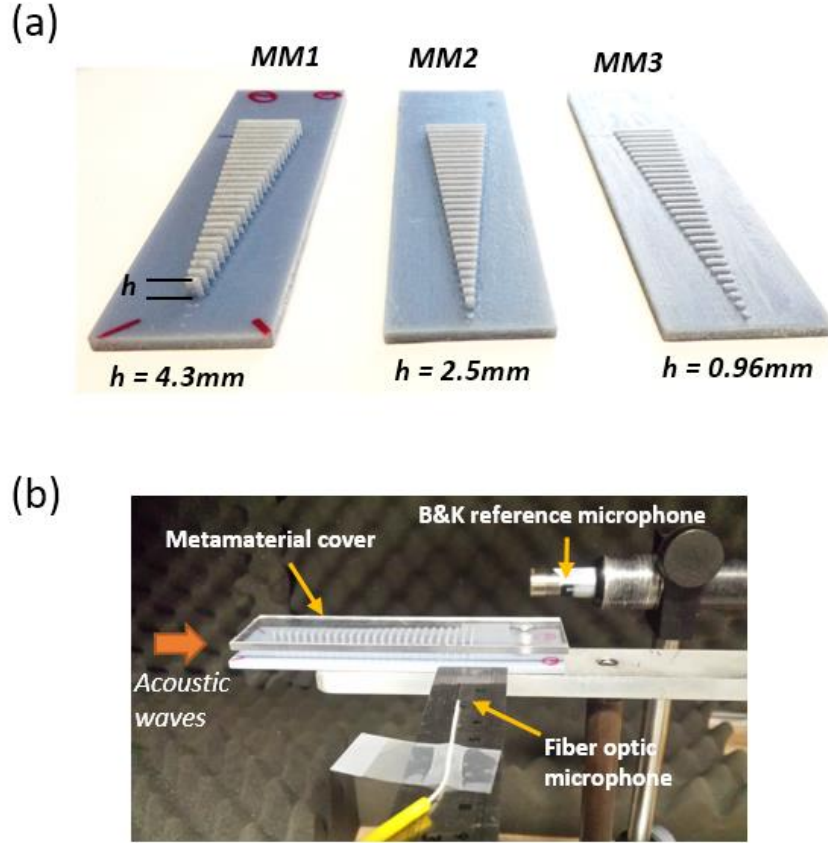 (a)
MM1 MM2 MM3
h
h = 4.3mm h = 2.5mm h = 0.96mm
(b)
B&K reference microphone
Metamaterial cover
Acoustic
waves
Fiber optic
microphone